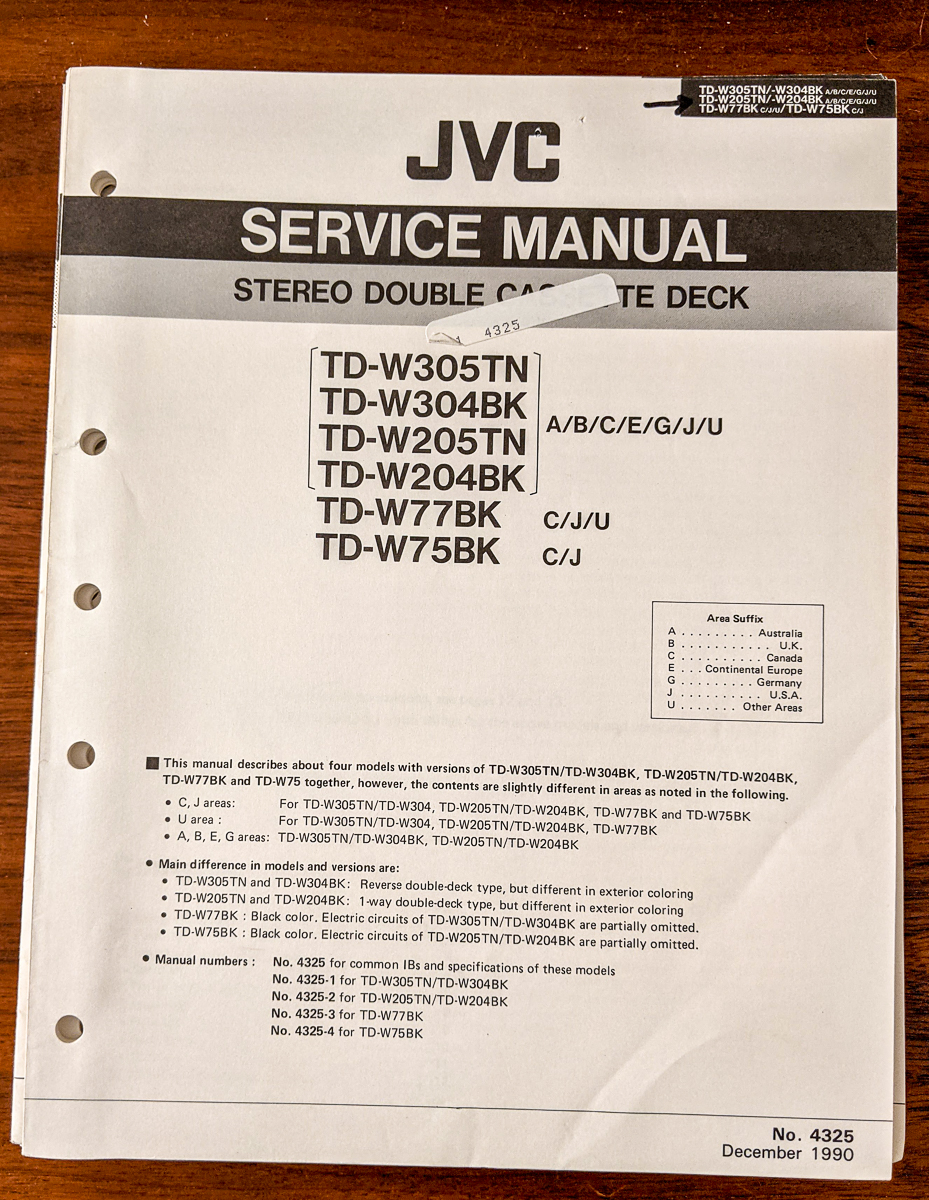 TD-W305TN/-W304BK A/B/C/E/G/J/U
TD-W205TN/-W204BK A/B/C/E/G/J/U
TD-W77BK C/J/U/TD-W75BK C/J
JVC
SERVICE MANUAL
STEREO DOUBLE TE DECK
4325
TD-W305TN
TD-W304BK
TD-W205TN
TD-W204BK
A/B/C/E/G/J/U
TD-W77BK C/J/U
TD-W75BK C/J
Area Suffix
A . . . . . . . . . Australia
B . . . . . . . . . . . U.K.
C . . . . . . . . . . Canada
E . . . Continental Europe
G . . . . . . . . . Germany
J . . . . . . . . . . U.S.A.
U . . . . . . . Other Areas
■ This manual describes about four models with versions of TD-W305TN/TD-W304BK, TD-W205TN/TD-W204BK,
TD-W77BK and TD-W75 together, however, the contents are slightly different in areas as noted in the following.
• C, J areas: For TD-W305TN/TD-W304, TD-W205TN/TD-W204BK, TD-W77BK and TD-W75BK
• U area : For TD-W305TN/TD-W304, TD-W205TN/TD-W204BK, TD-W77BK
• A, B, E, G areas: TD-W305TN/TD-W304BK, TD-W205TN/TD-W204BK
• Main difference in models and versions are:
• TD-W305TN and TD-W304BK: Reverse double-deck type, but different in exterior coloring
• TD-W205TN and TD-W204BK: 1-way double-deck type, but different in exterior coloring
• TD-W77BK : Black color. Electric circuits of TD-W305TN/TD-W304BK are partially omitted.
• TD-W75BK : Black color. Electric circuits of TD-W205TN/TD-W204BK are partially omitted.
• Manual numbers : No. 4325 for common IBs and specifications of these models
No. 4325-1 for TD-W305TN/TD-W304BK
No. 4325-2 for TD-W205TN/TD-W204BK
No. 4325-3 for TD-W77BK
No. 4325-4 for TD-W75BK
No. 4325
December 1990